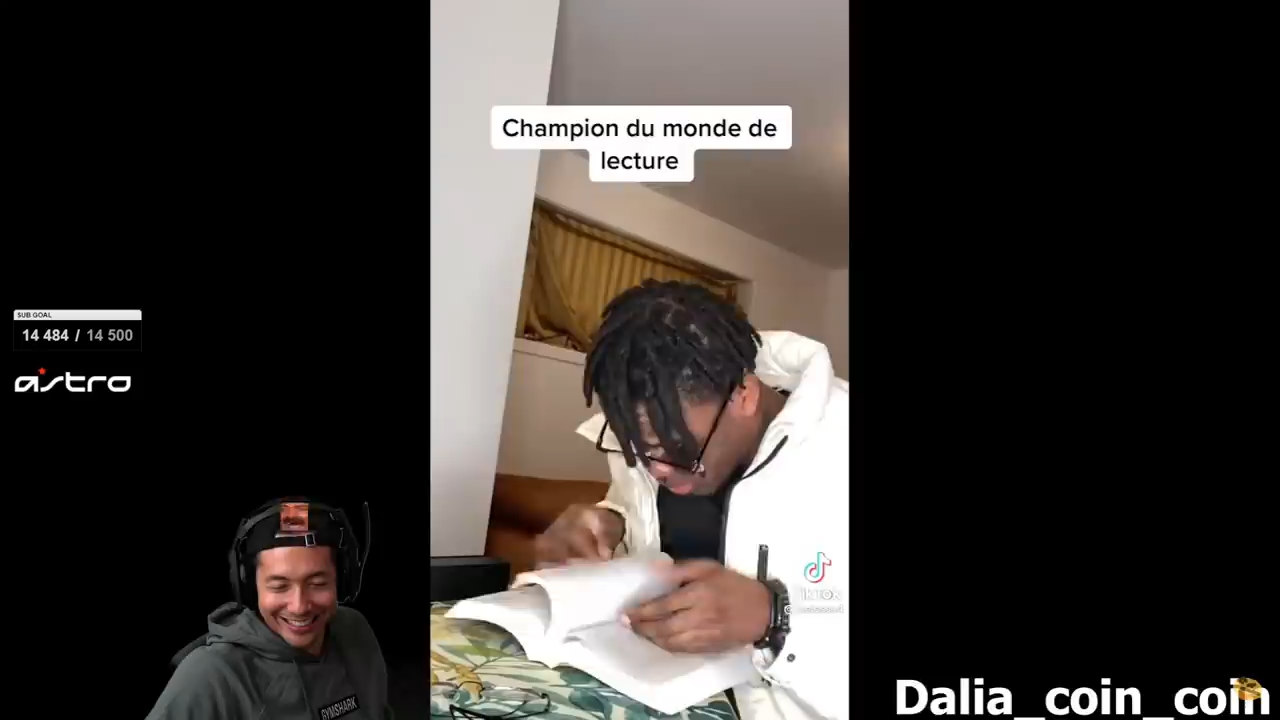 Champion du monde de
lecture
SUB GOAL
14 484 / 14 500
astro
GYMSHARK
TikTok
Dalia_coin_coin